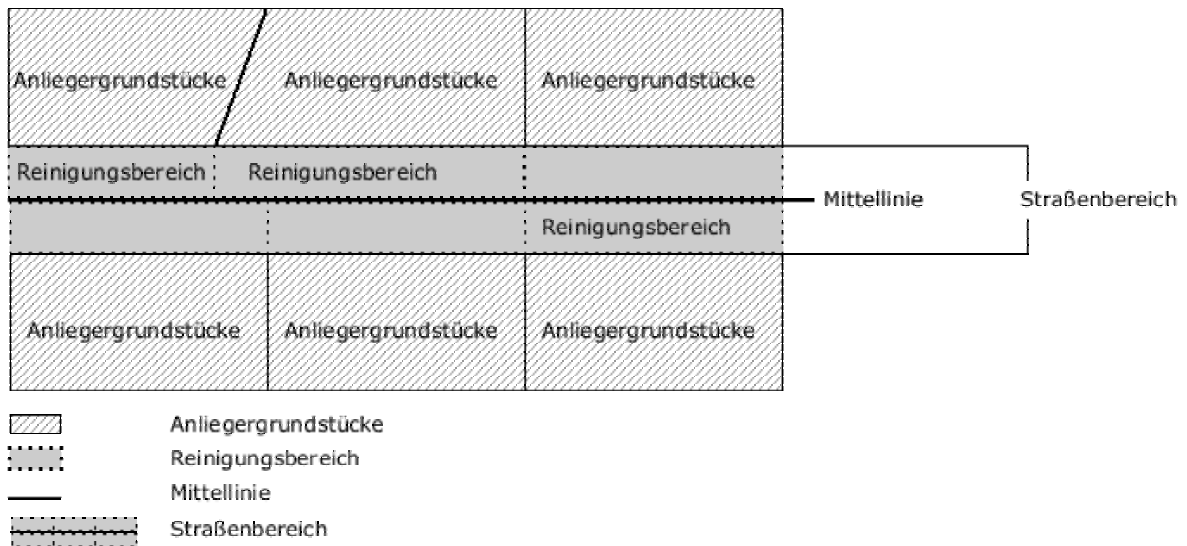 Anliegergrundstücke Anliegergrundstücke Anliegergrundstücke
Reinigungsbereich Reinigungsbereich
Mittellinie Straßenbereich
Reinigungsbereich
Anliegergrundstücke Anliegergrundstücke Anliegergrundstücke
Anliegergrundstücke
Reinigungsbereich
Mittellinie
Straßenbereich